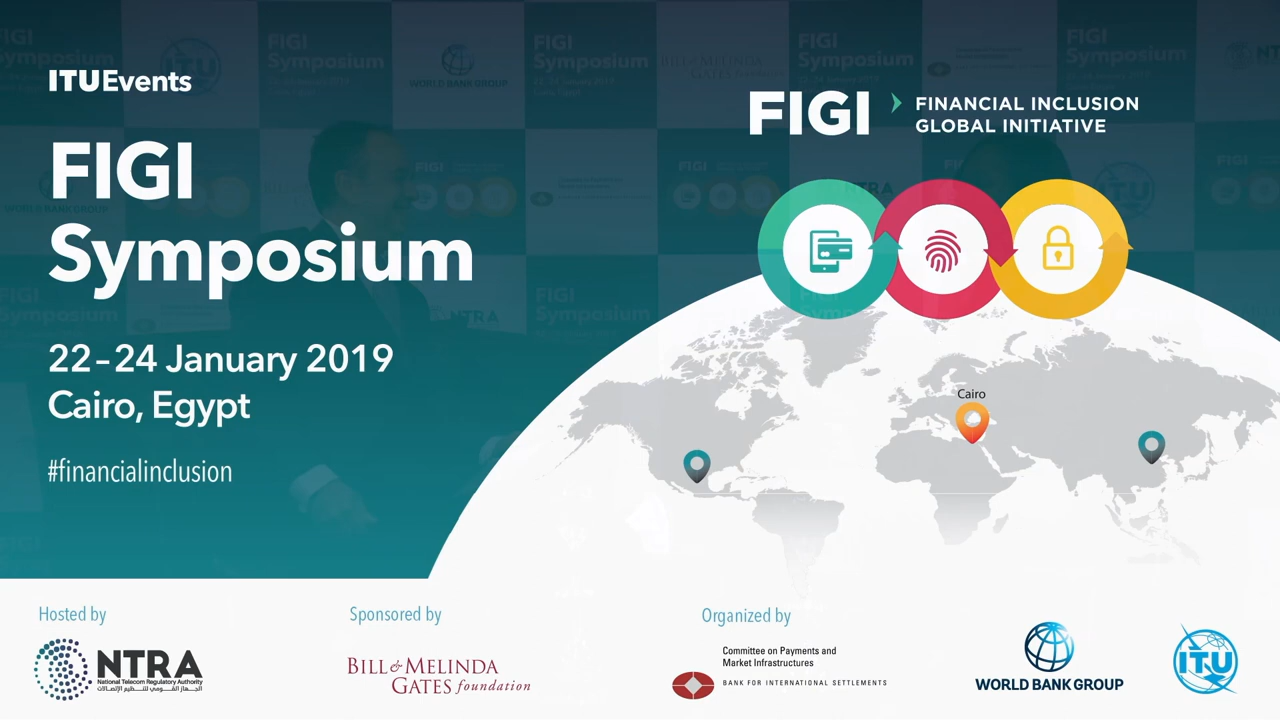 ITUEvents
FIGI
Symposium
22–24 January 2019
Cairo, Egypt
#financialinclusion
FIGI
FINANCIAL INCLUSION
GLOBAL INITIATIVE
Cairo
Hosted by
NTRA
National Telecom Regulatory Authority
الجهاز القومي لتنظيم الإتصالات
Sponsored by
BILL & MELINDA
GATES foundation
Organized by
Committee on Payments and
Market Infrastructures
BANK FOR INTERNATIONAL SETTLEMENTS
WORLD BANK GROUP
ITU